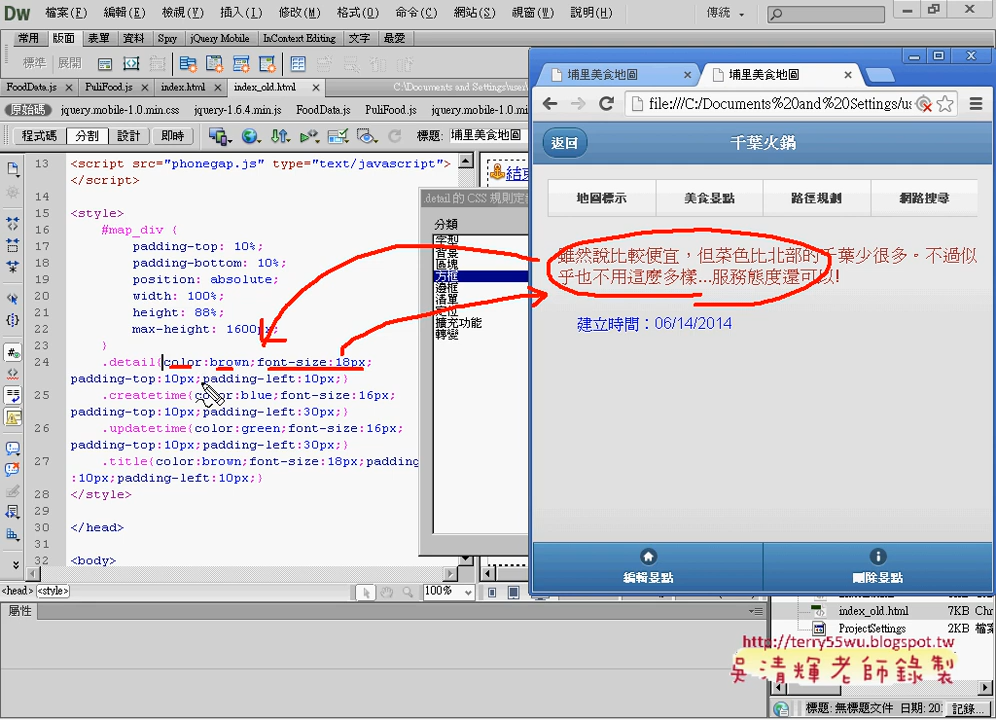 Dw 檔案(F) 編輯(E) 檢視(V) 插入(I) 修改(M) 格式(O) 命令(C) 網站(S) 視窗(W) 說明(H) 傳統
常用 版面 表單 資料 Spry jQuery Mobile InContext Editing 文字 最愛
標準 展開
FoodData.js × PuliFood.js × index.html × index_old.html × C:\Documents and Settings\user
原始碼 jquery.mobile-1.0.min.css jquery-1.6.4.min.js FoodData.js PuliFood.js jquery.mobile-1.0.min
程式碼 分割 設計 即時 標題: 埔里美食地圖
13 <script src="phonegap.js" type="text/javascript">
</script>
14
15 <style>
16 #map_div {
17 padding-top: 10%;
18 padding-bottom: 10%;
19 position: absolute;
20 width: 100%;
21 height: 88%;
22 max-height: 1600px;
23 }
24 .detail{color:brown;font-size:18px;
padding-top:10px;padding-left:10px;}
25 .createtime{color:blue;font-size:16px;
padding-top:10px;padding-left:30px;}
26 .updatetime{color:green;font-size:16px;
padding-top:10px;padding-left:30px;}
27 .title{color:brown;font-size:18px;padding
:10px;padding-left:10px;}
28 </style>
29
30 </head>
31
32 <body>
<head> <style> 100%
屬性
.detail 的 CSS 規則定
分類
字型
背景
區塊
方框
邊框
清單
定位
擴充功能
轉變
埔里美食地圖 × 埔里美食地圖 ×
file:///C:/Documents%20and%20Settings/us
返回 千葉火鍋
地圖標示 美食景點 路徑規劃 網路搜尋
雖然說比較便宜，但菜色比北部的千葉少很多。不過似
乎也不用這麼多樣...服務態度還可以!
建立時間：06/14/2014
編輯景點 刪除景點
index_old.html 7KB Chr
ProjectSettings 2KB 檔案
http://terry55wu.blogspot.tw
吳清輝老師錄製
標題: 無標題文件 日期: 20 記錄...